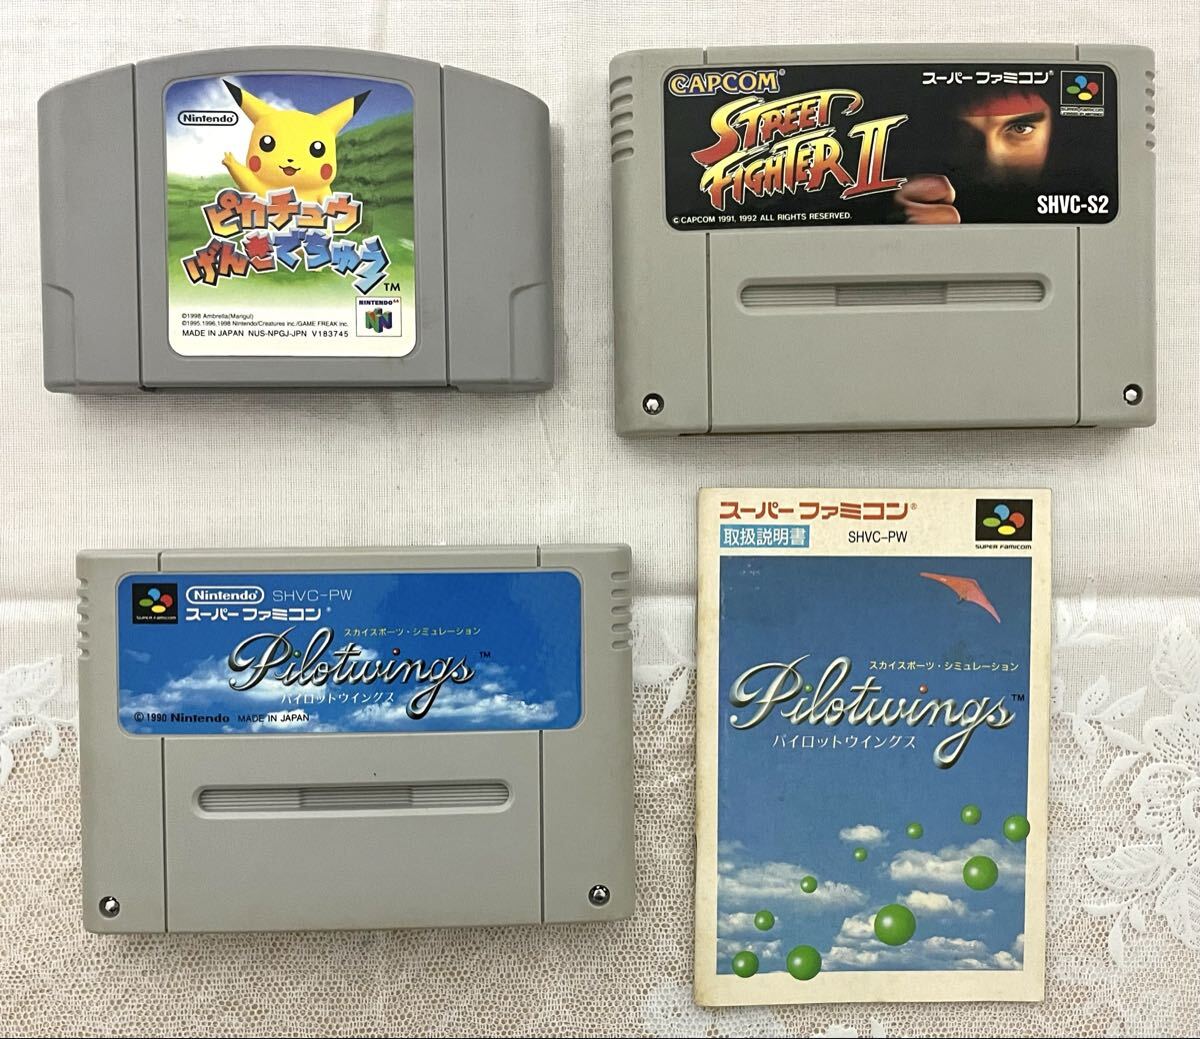 Nintendo®
ピカチュウ
げんきでちゅう
TM
NINTENDO 64
©1998 Ambrella(Marigul)
©1995,1996,1998 Nintendo/Creatures inc./GAME FREAK inc.
MADE IN JAPAN NUS-NPGJ-JPN V183745
CAPCOM®
スーパーファミコン®
STREET
FIGHTER II
SHVC-S2
© CAPCOM 1991, 1992 ALL RIGHTS RESERVED.
Nintendo® SHVC-PW
SUPER FAMICOM
スーパーファミコン®
スカイスポーツ・シミュレーション
Pilotwings™
パイロットウイングス
©1990 Nintendo MADE IN JAPAN
スーパーファミコン®
取扱説明書 SHVC-PW
SUPER FAMICOM
スカイスポーツ・シミュレーション
Pilotwings™
パイロットウイングス